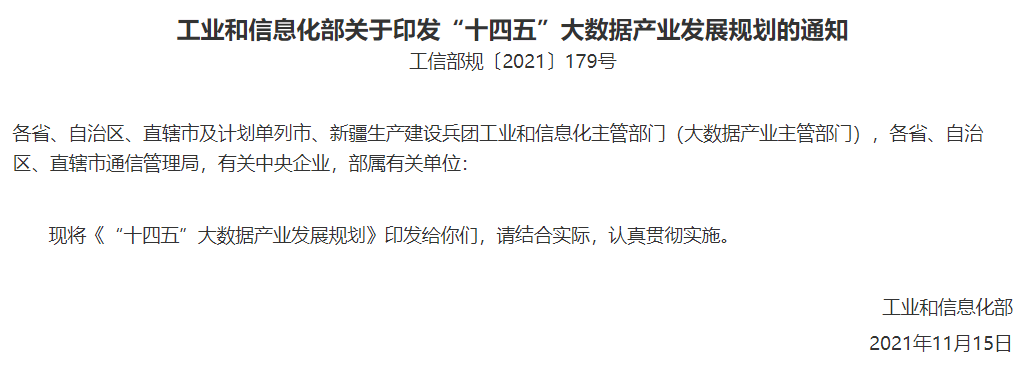 工业和信息化部关于印发“十四五”大数据产业发展规划的通知
工信部规〔2021〕179号
各省、自治区、直辖市及计划单列市、新疆生产建设兵团工业和信息化主管部门（大数据产业主管部门），各省、自治
区、直辖市通信管理局，有关中央企业，部属有关单位：
现将《“十四五”大数据产业发展规划》印发给你们，请结合实际，认真贯彻实施。
工业和信息化部
2021年11月15日